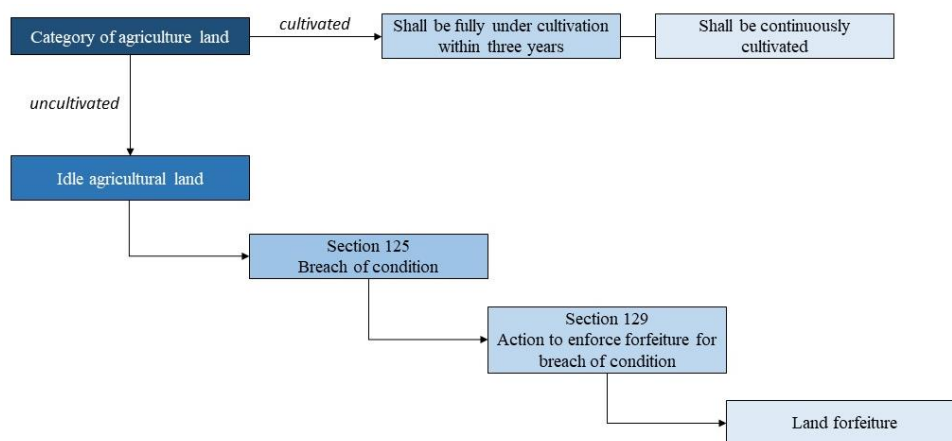 Category of agriculture land
cultivated
Shall be fully under cultivation
within three years
Shall be continuously
cultivated
uncultivated
Idle agricultural land
Section 125
Breach of condition
Section 129
Action to enforce forfeiture for
breach of condition
Land forfeiture